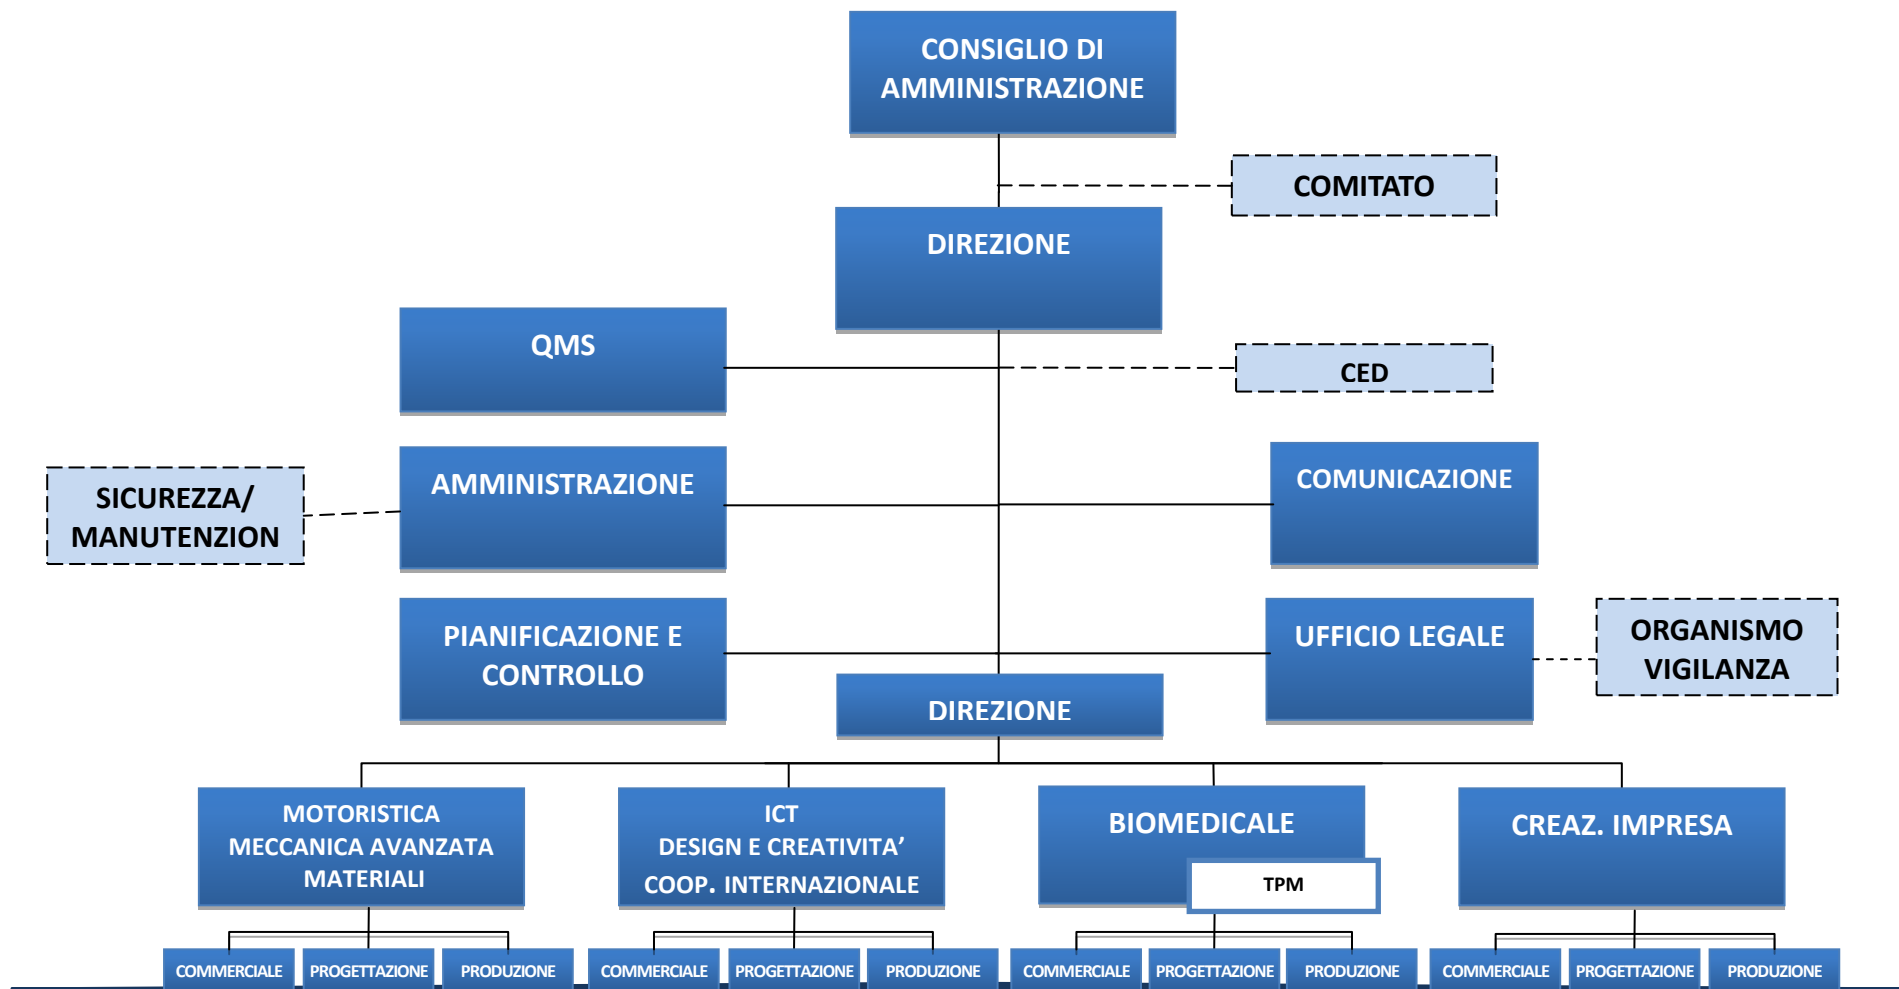 CONSIGLIO DI
AMMINISTRAZIONE
COMITATO
DIREZIONE
QMS
CED
SICUREZZA/
MANUTENZION
AMMINISTRAZIONE
COMUNICAZIONE
PIANIFICAZIONE E
CONTROLLO
UFFICIO LEGALE
ORGANISMO
VIGILANZA
DIREZIONE
MOTORISTICA
MECCANICA AVANZATA
MATERIALI
ICT
DESIGN E CREATIVITA’
COOP. INTERNAZIONALE
BIOMEDICALE
TPM
CREAZ. IMPRESA
COMMERCIALE
PROGETTAZIONE
PRODUZIONE
COMMERCIALE
PROGETTAZIONE
PRODUZIONE
COMMERCIALE
PROGETTAZIONE
PRODUZIONE
COMMERCIALE
PROGETTAZIONE
PRODUZIONE